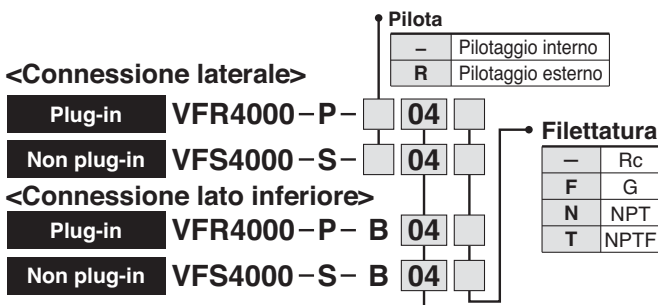 Pilota
– Pilotaggio interno
R Pilotaggio esterno
<Connessione laterale>
Plug-in VFR4000–P– 04
Non plug-in VFS4000–S– 04
Filettatura
– Rc
F G
N NPT
T NPTF
<Connessione lato inferiore>
Plug-in VFR4000–P– B 04
Non plug-in VFS4000–S– B 04